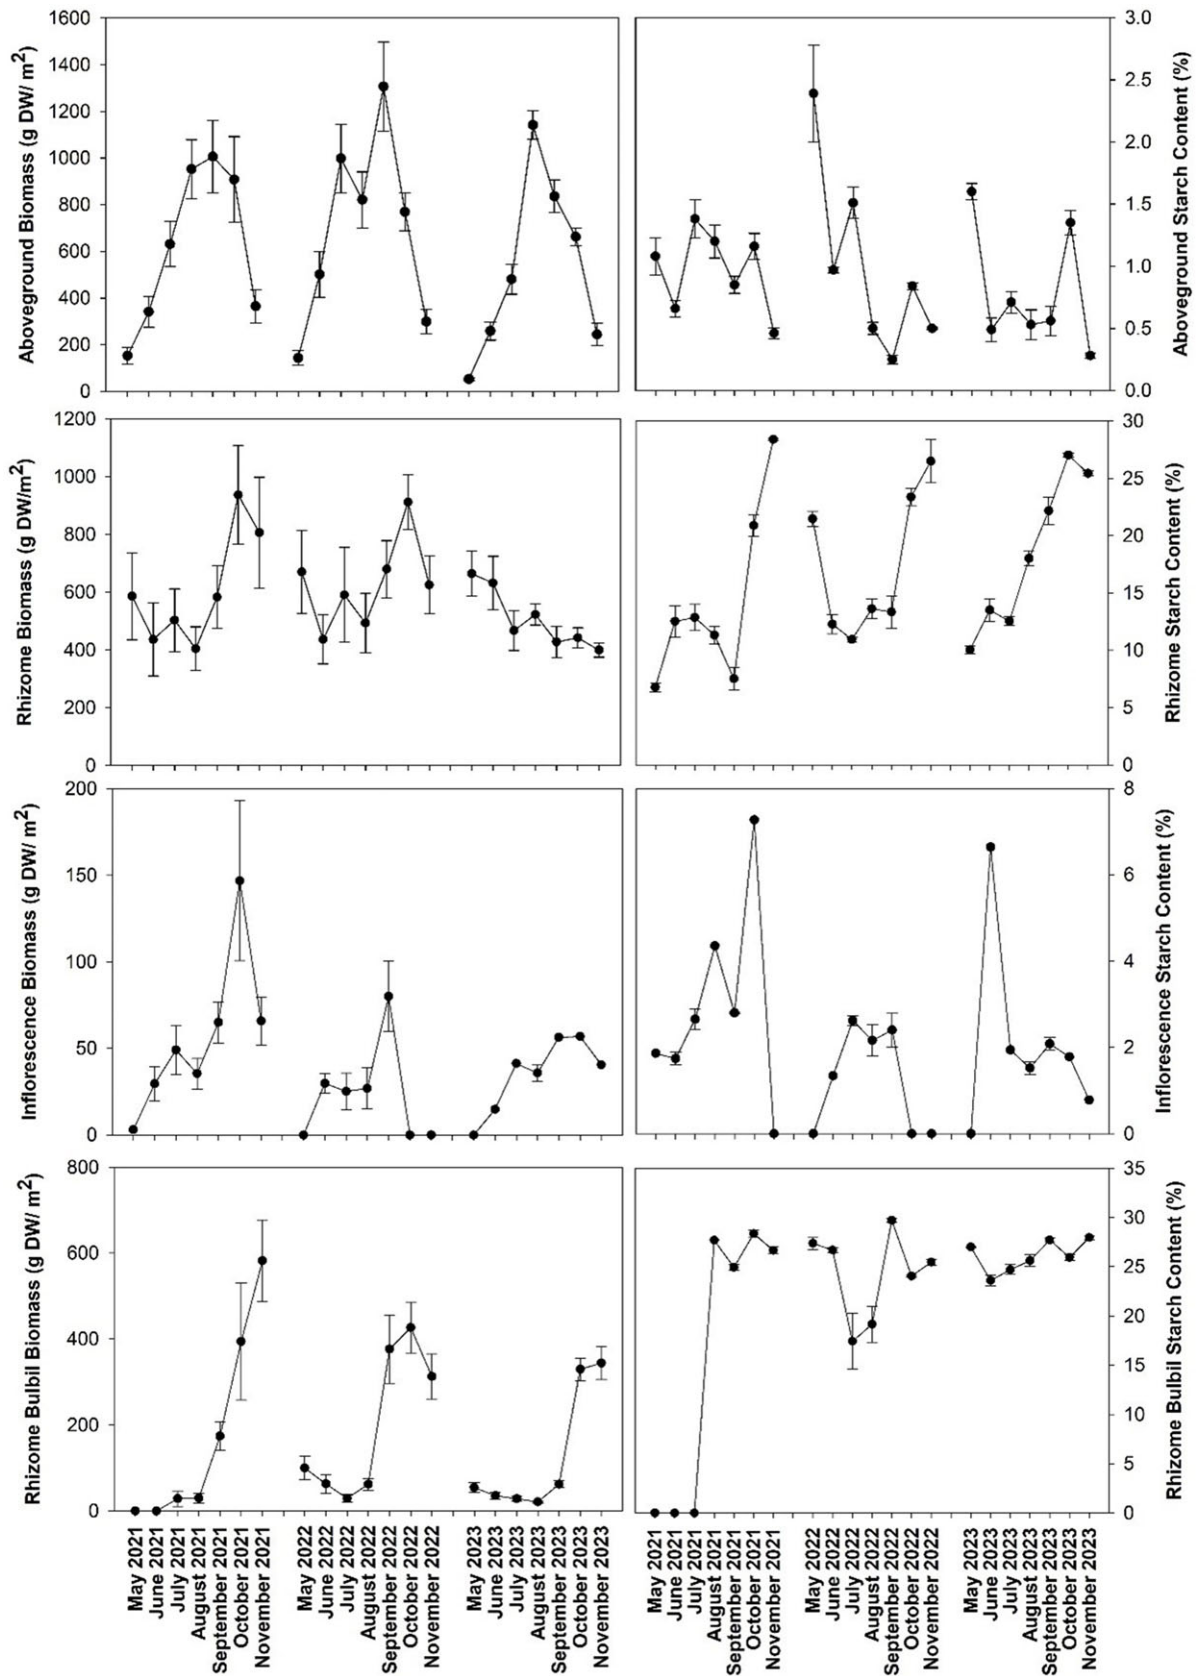 Aboveground Biomass (g DW/ m2)
1600
1400
1200
1000
800
600
400
200
0
3.0
2.5
2.0
1.5
1.0
0.5
0.0
Aboveground Starch Content (%)
Rhizome Biomass (g DW/m2)
1200
1000
800
600
400
200
0
30
25
20
15
10
5
0
Rhizome Starch Content (%)
Inflorescence Biomass (g DW/ m2)
200
150
100
50
0
8
6
4
2
0
Inflorescence Starch Content (%)
Rhizome Bulbil Biomass (g DW/ m2)
800
600
400
200
0
35
30
25
20
15
10
5
0
Rhizome Bulbil Starch Content (%)
May 2021
June 2021
July 2021
August 2021
September 2021
October 2021
November 2021
May 2022
June 2022
July 2022
August 2022
September 2022
October 2022
November 2022
May 2023
June 2023
July 2023
August 2023
September 2023
October 2023
November 2023
May 2021
June 2021
July 2021
August 2021
September 2021
October 2021
November 2021
May 2022
June 2022
July 2022
August 2022
September 2022
October 2022
November 2022
May 2023
June 2023
July 2023
August 2023
September 2023
October 2023
November 2023